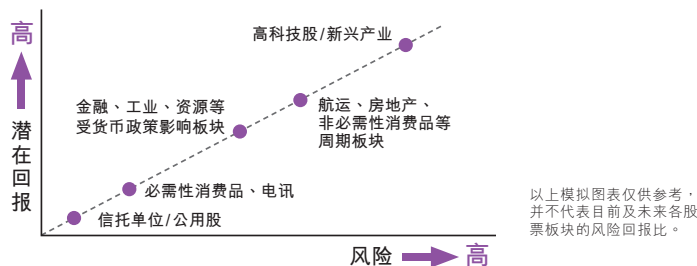 高
潜在回报
高科技股/新兴产业
金融、工业、资源等
受货币政策影响板块
航运、房地产、
非必需性消费品等
周期板块
必需性消费品、电讯
信托单位/公用股
风险
高
以上模拟图表仅供参考，
并不代表目前及未来各股
票板块的风险回报比。